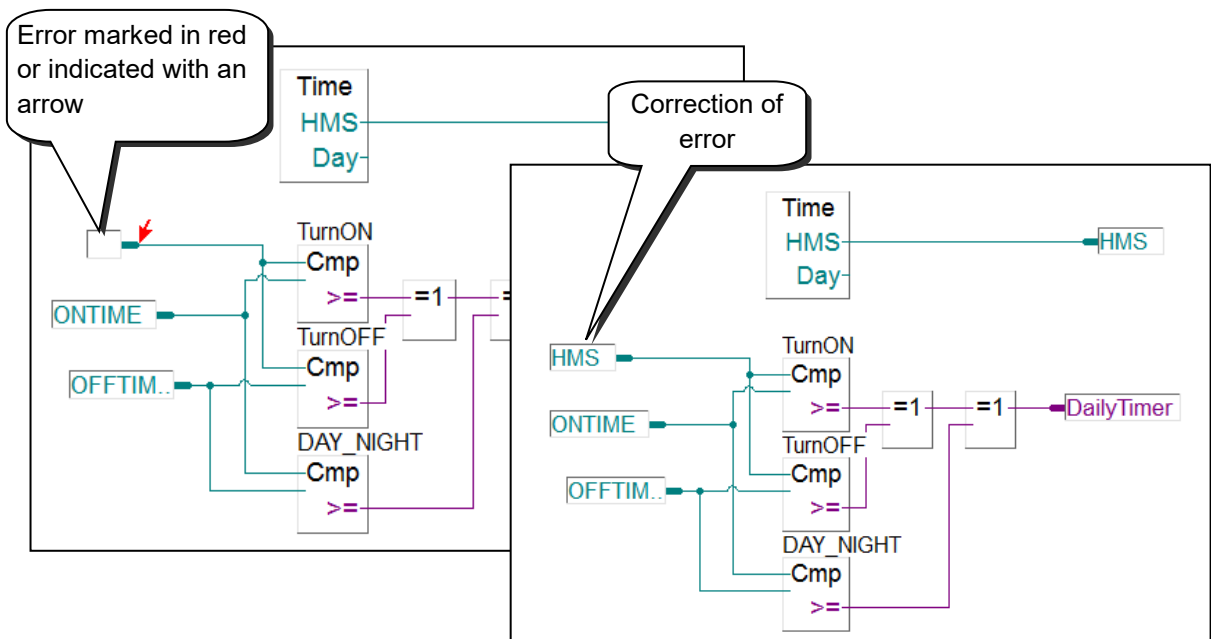 Error marked in red
or indicated with an
arrow
Time
HMS
Day
TurnON
Cmp
>=
=1
=
ONTIME
TurnOFF
Cmp
>=
OFFTIM..
DAY_NIGHT
Cmp
>=
Correction of
error
Time
HMS
HMS
Day
TurnON
HMS
Cmp
>=
=1
=1
DailyTimer
ONTIME
TurnOFF
Cmp
>=
OFFTIM..
DAY_NIGHT
Cmp
>=